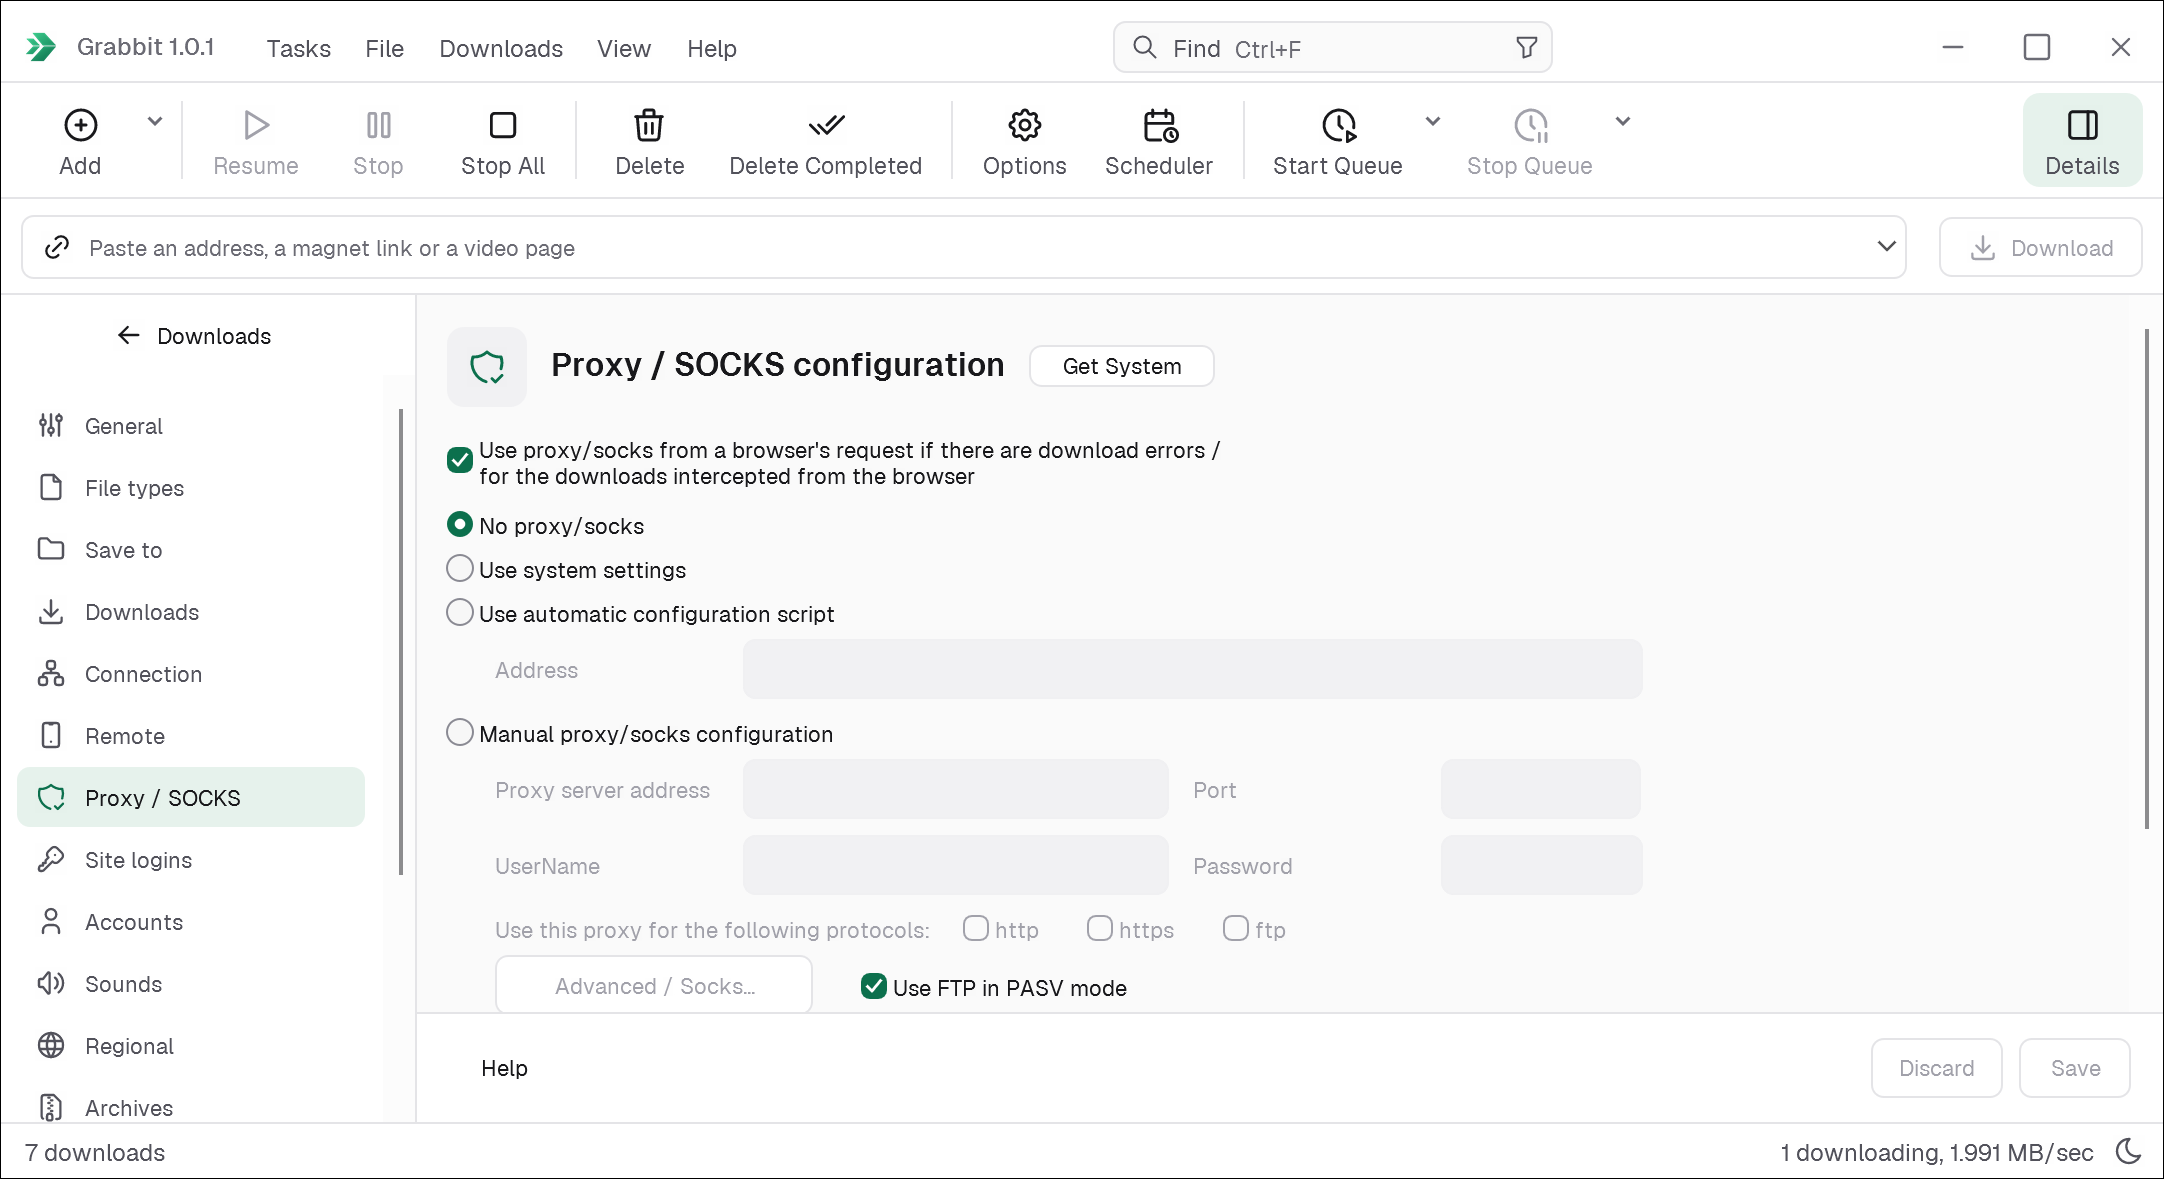 Grabbit 1.0.1
Tasks File Downloads View Help
Find Ctrl+F
Add Resume Stop Stop All Delete Delete Completed Options Scheduler Start Queue Stop Queue Details
Paste an address, a magnet link or a video page
Download
Downloads
General
File types
Save to
Downloads
Connection
Remote
Proxy / SOCKS
Site logins
Accounts
Sounds
Regional
Archives
Proxy / SOCKS configuration
Get System
Use proxy/socks from a browser's request if there are download errors /
for the downloads intercepted from the browser
No proxy/socks
Use system settings
Use automatic configuration script
Address
Manual proxy/socks configuration
Proxy server address Port
UserName Password
Use this proxy for the following protocols: http https ftp
Advanced / Socks... Use FTP in PASV mode
Help Discard Save
7 downloads 1 downloading, 1.991 MB/sec